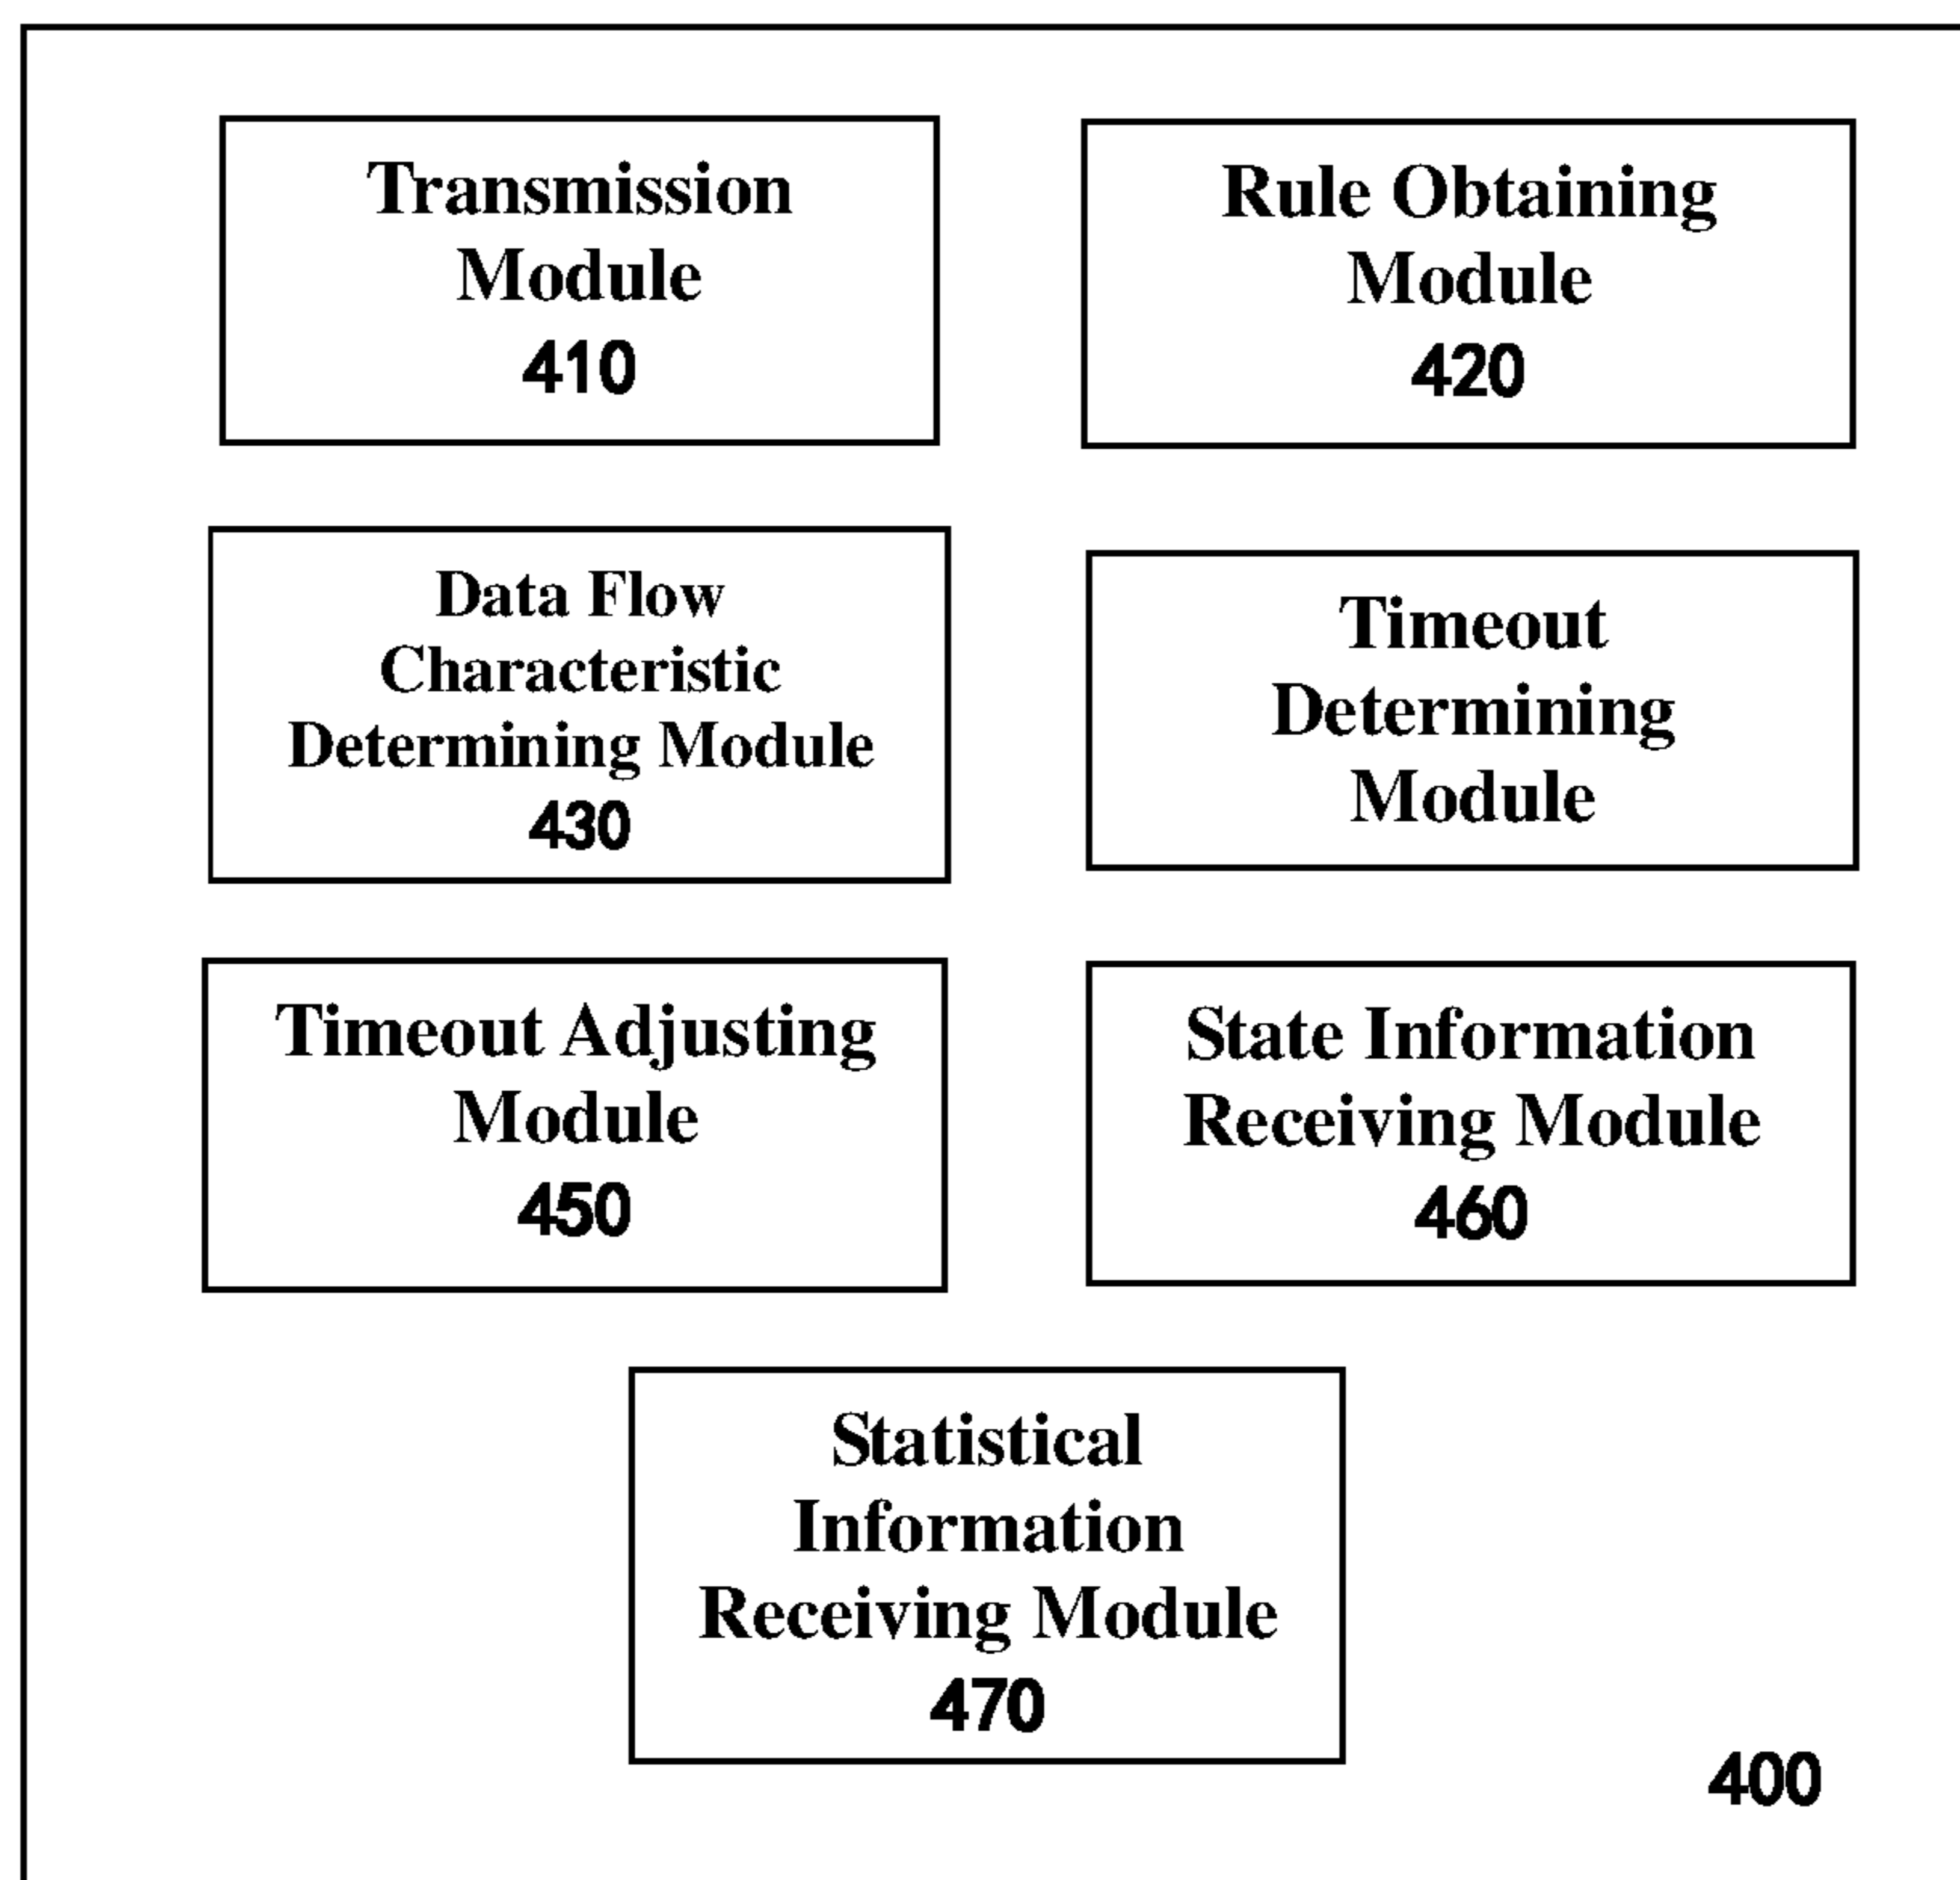 Transmission
Module
410
Rule Obtaining
Module
420
Data Flow
Characteristic
Determining Module
430
Timeout
Determining
Module
Timeout Adjusting
Module
450
State Information
Receiving Module
460
Statistical
Information
Receiving Module
470
400